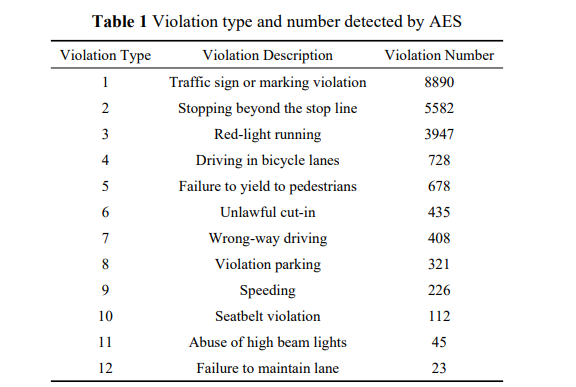 Table 1 Violation type and number detected by AES
Violation Type Violation Description Violation Number
1 Traffic sign or marking violation 8890
2 Stopping beyond the stop line 5582
3 Red-light running 3947
4 Driving in bicycle lanes 728
5 Failure to yield to pedestrians 678
6 Unlawful cut-in 435
7 Wrong-way driving 408
8 Violation parking 321
9 Speeding 226
10 Seatbelt violation 112
11 Abuse of high beam lights 45
12 Failure to maintain lane 23